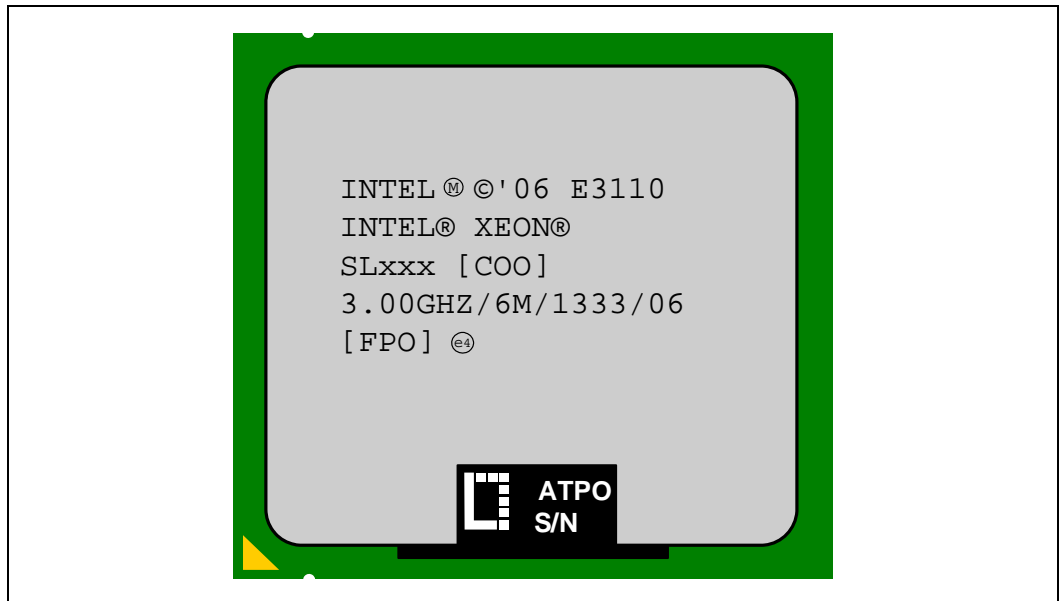 INTEL Ⓜ ©'06 E3110
INTEL® XEON®
SLxxx [COO]
3.00GHZ/6M/1333/06
[FPO] (e4)
ATPO
S/N